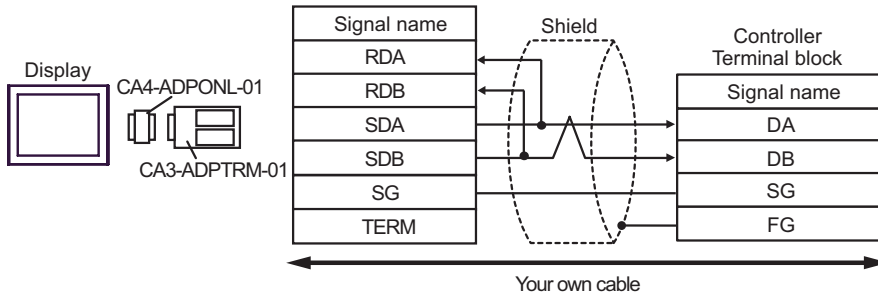 Display
CA4-ADPONL-01
CA3-ADPTRM-01
Signal name
RDA
RDB
SDA
SDB
SG
TERM
Shield
Controller
Terminal block
Signal name
DA
DB
SG
FG
Your own cable